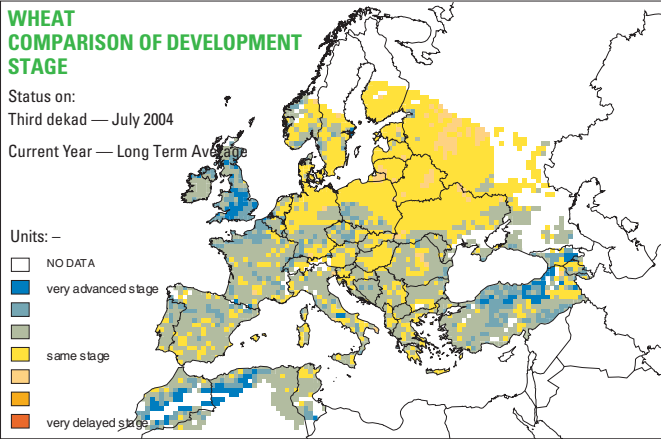 WHEAT
COMPARISON OF DEVELOPMENT
STAGE
Status on:
Third dekad — July 2004
Current Year — Long Term Average
Units: –
NO DATA
very advanced stage
same stage
very delayed stage